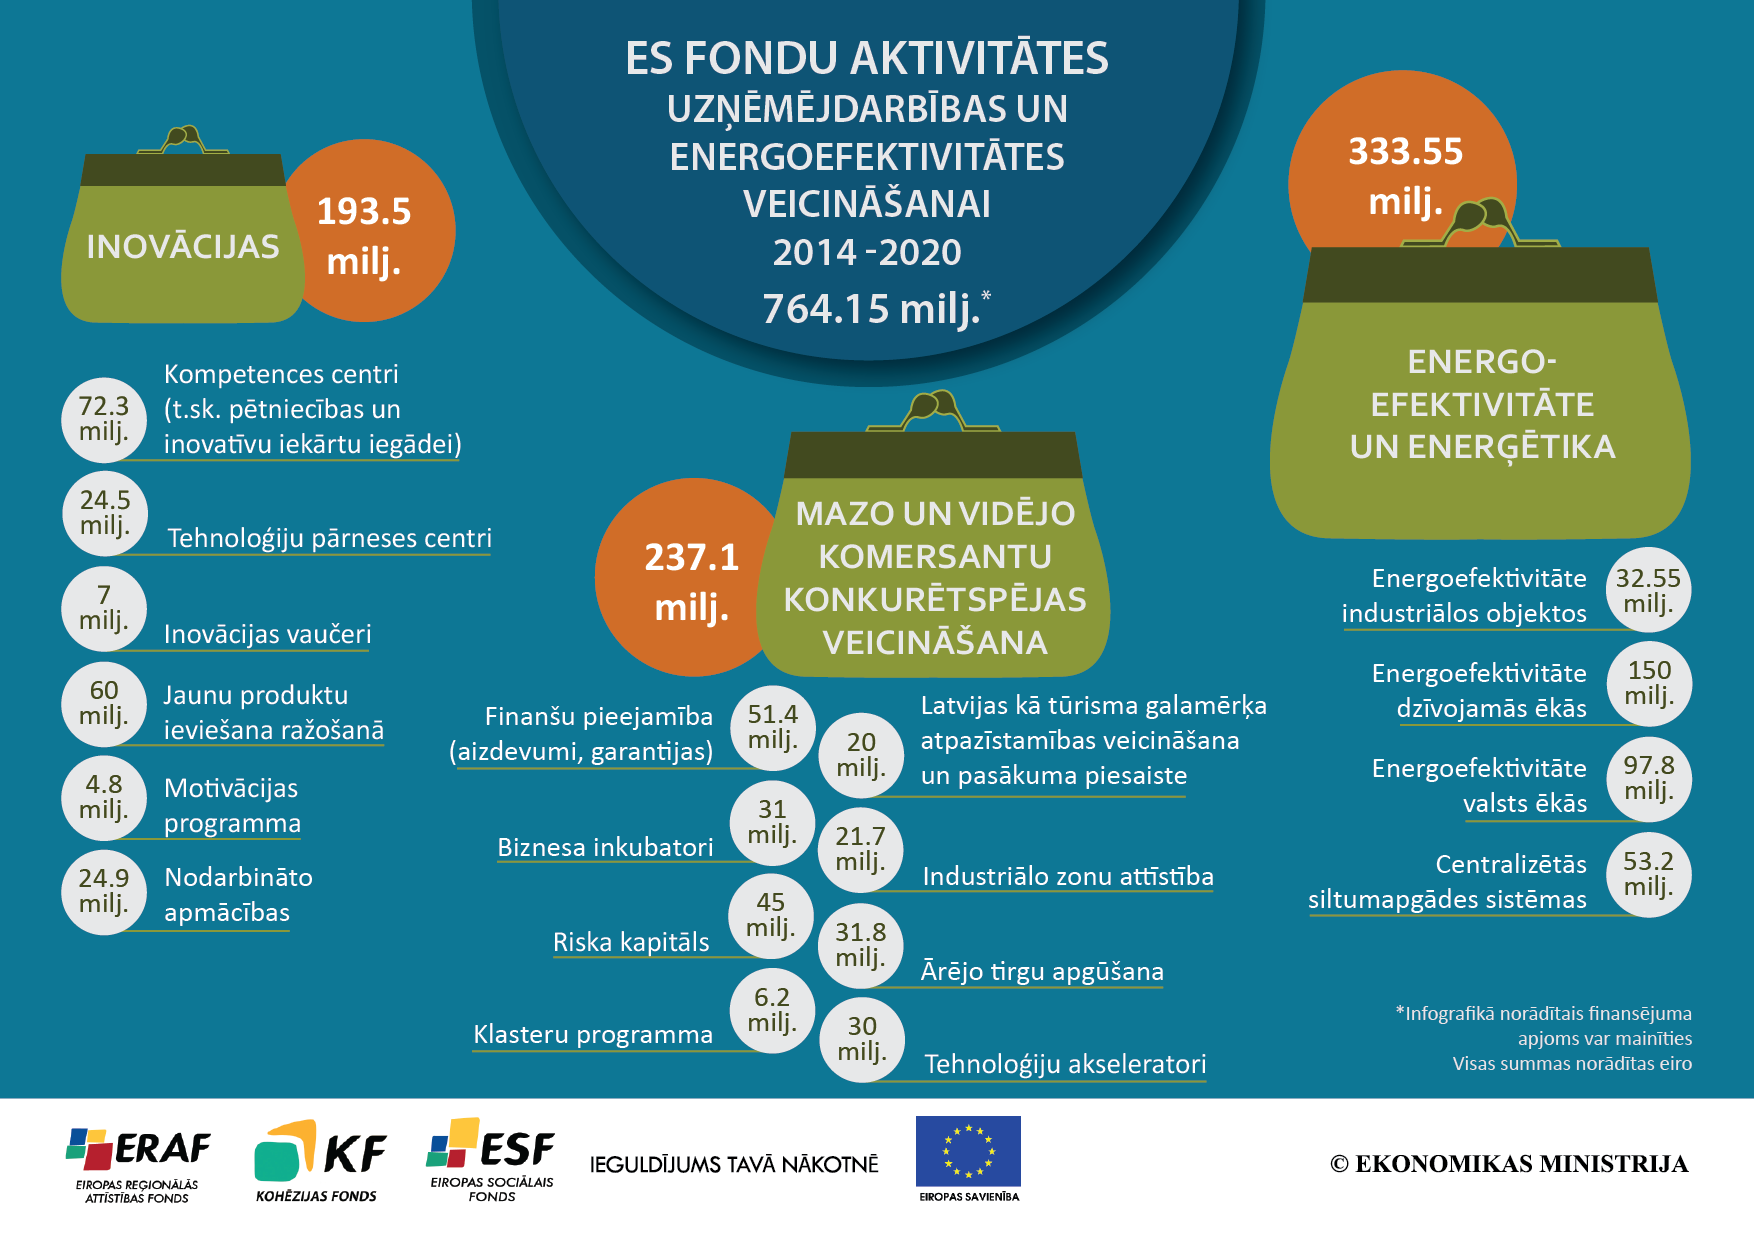 ES FONDU AKTIVITĀTES
UZŅĒMĒJDARBĪBAS UN
ENERGOEFEKTIVITĀTES
VEICINĀŠANAI
2014 -2020
764.15 milj.*
INOVĀCIJAS
193.5
milj.
72.3
milj.
Kompetences centri
(t.sk. pētniecības un
inovatīvu iekārtu iegādei)
24.5
milj.
Tehnoloģiju pārneses centri
7
milj.
Inovācijas vaučeri
60
milj.
Jaunu produktu
ieviešana ražošanā
4.8
milj.
Motivācijas
programma
24.9
milj.
Nodarbināto
apmācības
237.1
milj.
MAZO UN VIDĒJO
KOMERSANTU
KONKURĒTSPĒJAS
VEICINĀŠANA
Finanšu pieejamība
(aizdevumi, garantijas)
51.4
milj.
Biznesa inkubatori
31
milj.
Riska kapitāls
45
milj.
Klasteru programma
6.2
milj.
20
milj.
Latvijas kā tūrisma galamērķa
atpazīstamības veicināšana
un pasākuma piesaiste
21.7
milj.
Industriālo zonu attīstība
31.8
milj.
Ārējo tirgu apgūšana
30
milj.
Tehnoloģiju akseleratori
333.55
milj.
ENERGO-
EFEKTIVITĀTE
UN ENERĢĒTIKA
Energoefektivitāte
industriālos objektos
32.55
milj.
Energoefektivitāte
dzīvojamās ēkās
150
milj.
Energoefektivitāte
valsts ēkās
97.8
milj.
Centralizētās
siltumapgādes sistēmas
53.2
milj.
*Infografikā norādītais finansējuma
apjoms var mainīties
Visas summas norādītas eiro
ERAF
EIROPAS REĢIONĀLĀS
ATTĪSTĪBAS FONDS
KF
KOHĒZIJAS FONDS
ESF
EIROPAS SOCIĀLAIS
FONDS
IEGULDĪJUMS TAVĀ NĀKOTNĒ
EIROPAS SAVIENĪBA
© EKONOMIKAS MINISTRIJA